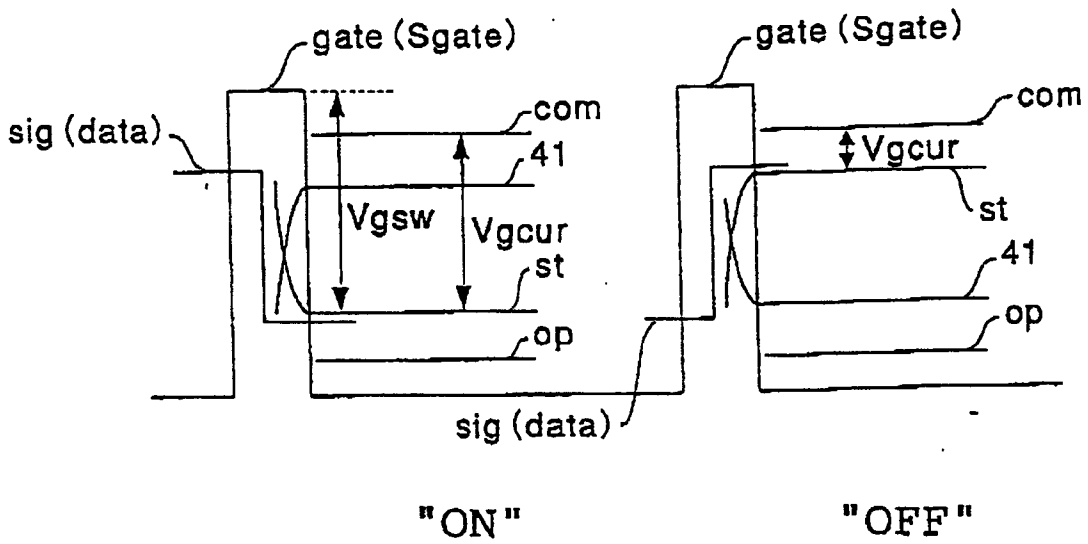 gate (Sgate)
sig (data)
com
41
Vgsw
Vgcur
st
op
gate (Sgate)
com
Vgcur
st
41
op
sig (data)
"ON"
"OFF"